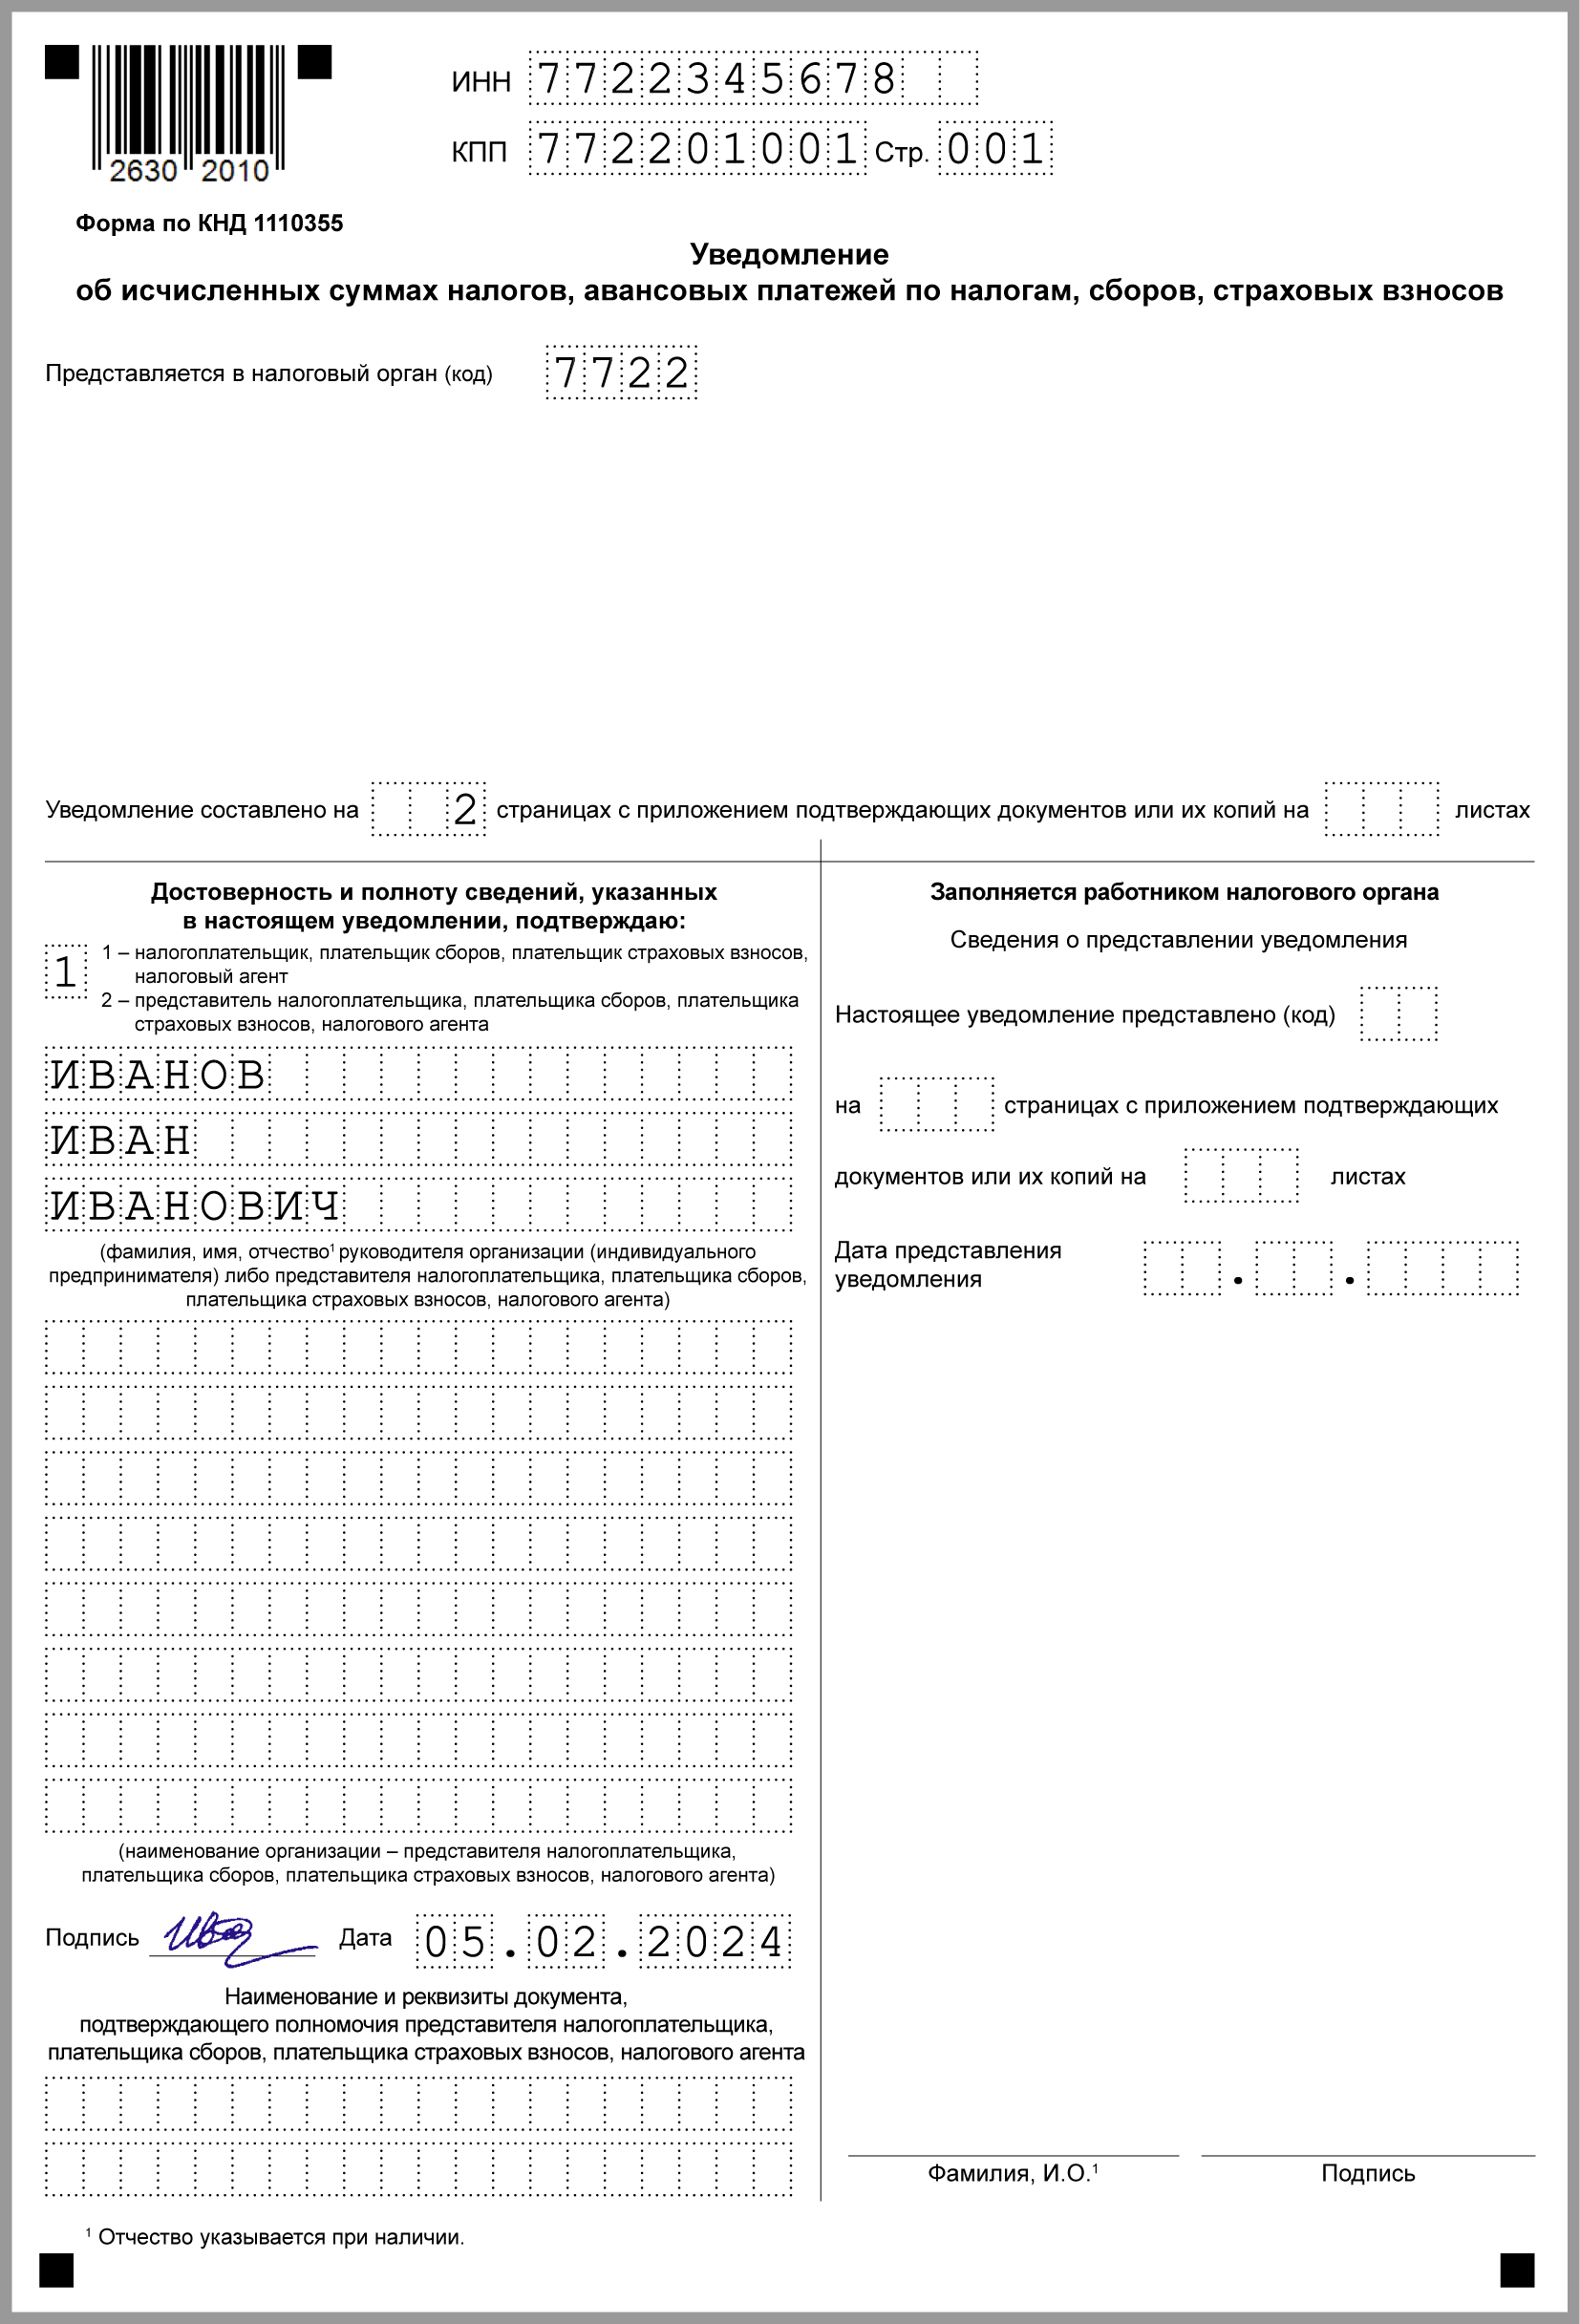 ИНН 7722345678
КПП 772201001 Стр. 001
2630 2010
Форма по КНД 1110355
Уведомление
об исчисленных суммах налогов, авансовых платежей по налогам, сборов, страховых взносов
Представляется в налоговый орган (код) 7722
Уведомление составлено на 2 страницах с приложением подтверждающих документов или их копий на листах
Достоверность и полноту сведений, указанных
в настоящем уведомлении, подтверждаю:
1
1 – налогоплательщик, плательщик сборов, плательщик страховых взносов,
налоговый агент
2 – представитель налогоплательщика, плательщика сборов, плательщика
страховых взносов, налогового агента
ИВАНОВ
ИВАН
ИВАНОВИЧ
(фамилия, имя, отчество¹ руководителя организации (индивидуального
предпринимателя) либо представителя налогоплательщика, плательщика сборов,
плательщика страховых взносов, налогового агента)
(наименование организации – представителя налогоплательщика,
плательщика сборов, плательщика страховых взносов, налогового агента)
Подпись Дата 05.02.2024
Наименование и реквизиты документа,
подтверждающего полномочия представителя налогоплательщика,
плательщика сборов, плательщика страховых взносов, налогового агента
Заполняется работником налогового органа
Сведения о представлении уведомления
Настоящее уведомление представлено (код)
на страницах с приложением подтверждающих
документов или их копий на листах
Дата представления
уведомления . .
Фамилия, И.О.¹ Подпись
¹ Отчество указывается при наличии.